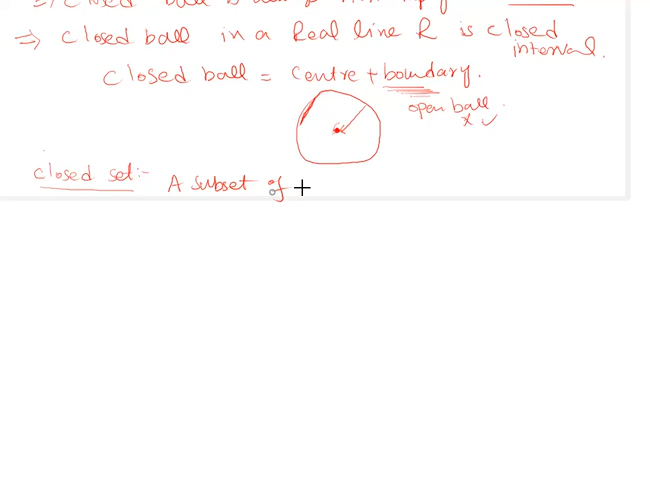 => Closed ball in a Real line R is closed interval.
Closed ball = Centre + boundary.
open ball
x ✓
Closed set:- A subset of